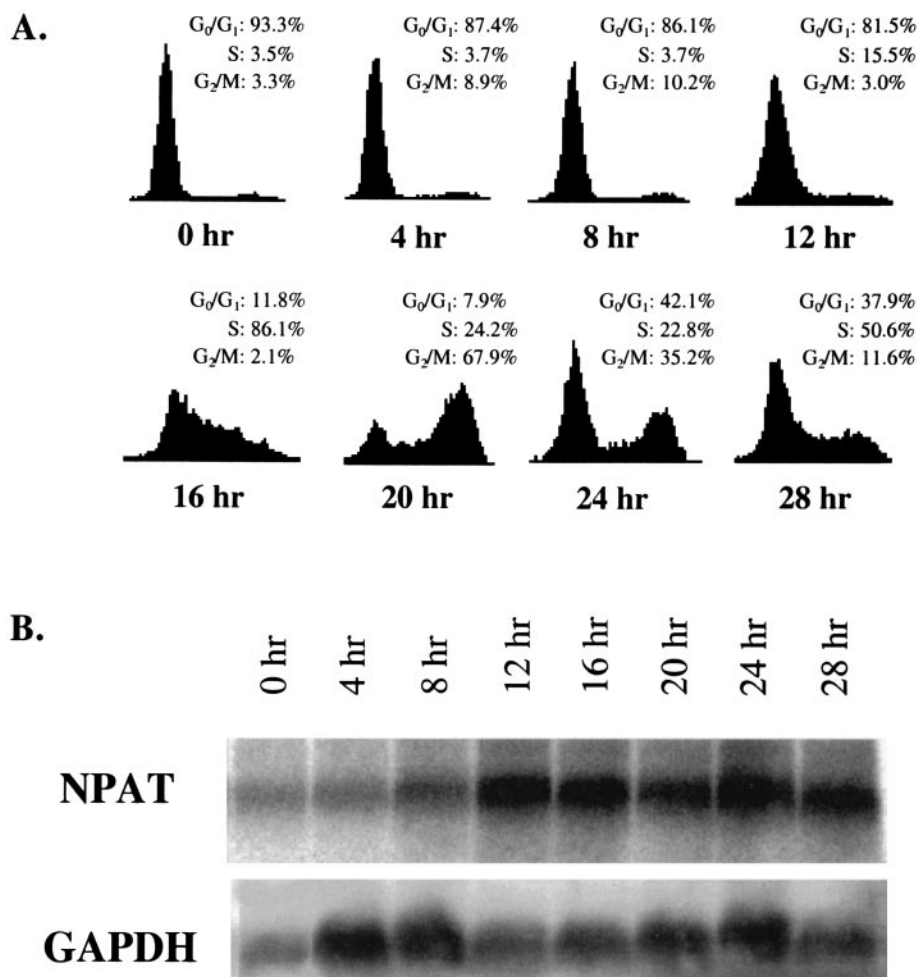 A.
G₀/G₁: 93.3%
S: 3.5%
G₂/M: 3.3%
0 hr
G₀/G₁: 87.4%
S: 3.7%
G₂/M: 8.9%
4 hr
G₀/G₁: 86.1%
S: 3.7%
G₂/M: 10.2%
8 hr
G₀/G₁: 81.5%
S: 15.5%
G₂/M: 3.0%
12 hr
G₀/G₁: 11.8%
S: 86.1%
G₂/M: 2.1%
16 hr
G₀/G₁: 7.9%
S: 24.2%
G₂/M: 67.9%
20 hr
G₀/G₁: 42.1%
S: 22.8%
G₂/M: 35.2%
24 hr
G₀/G₁: 37.9%
S: 50.6%
G₂/M: 11.6%
28 hr
B.
0 hr
4 hr
8 hr
12 hr
16 hr
20 hr
24 hr
28 hr
NPAT
GAPDH